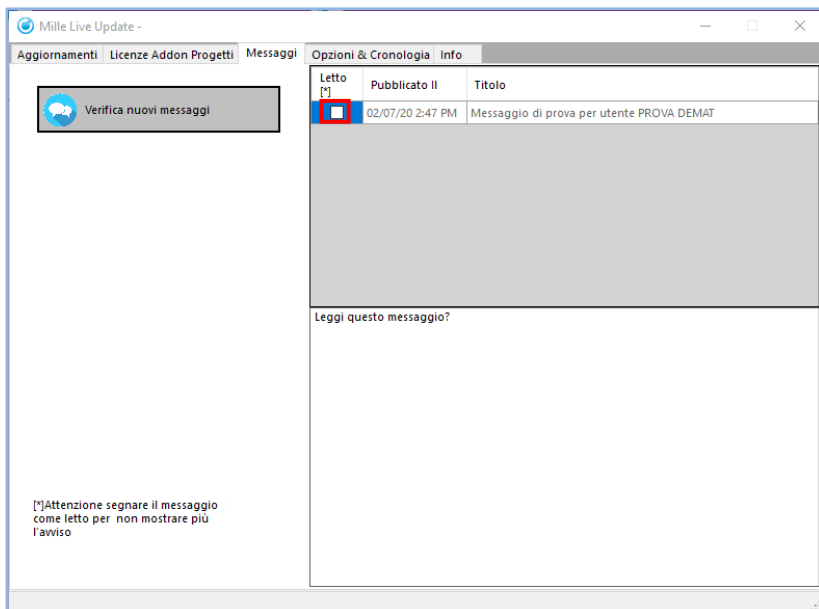 Mille Live Update -
Aggiornamenti Licenze Addon Progetti Messaggi Opzioni & Cronologia Info
Verifica nuovi messaggi
Letto
[*]
Pubblicato Il Titolo
02/07/20 2:47 PM Messaggio di prova per utente PROVA DEMAT
Leggi questo messaggio?
[*]Attenzione segnare il messaggio
come letto per non mostrare più
l'avviso